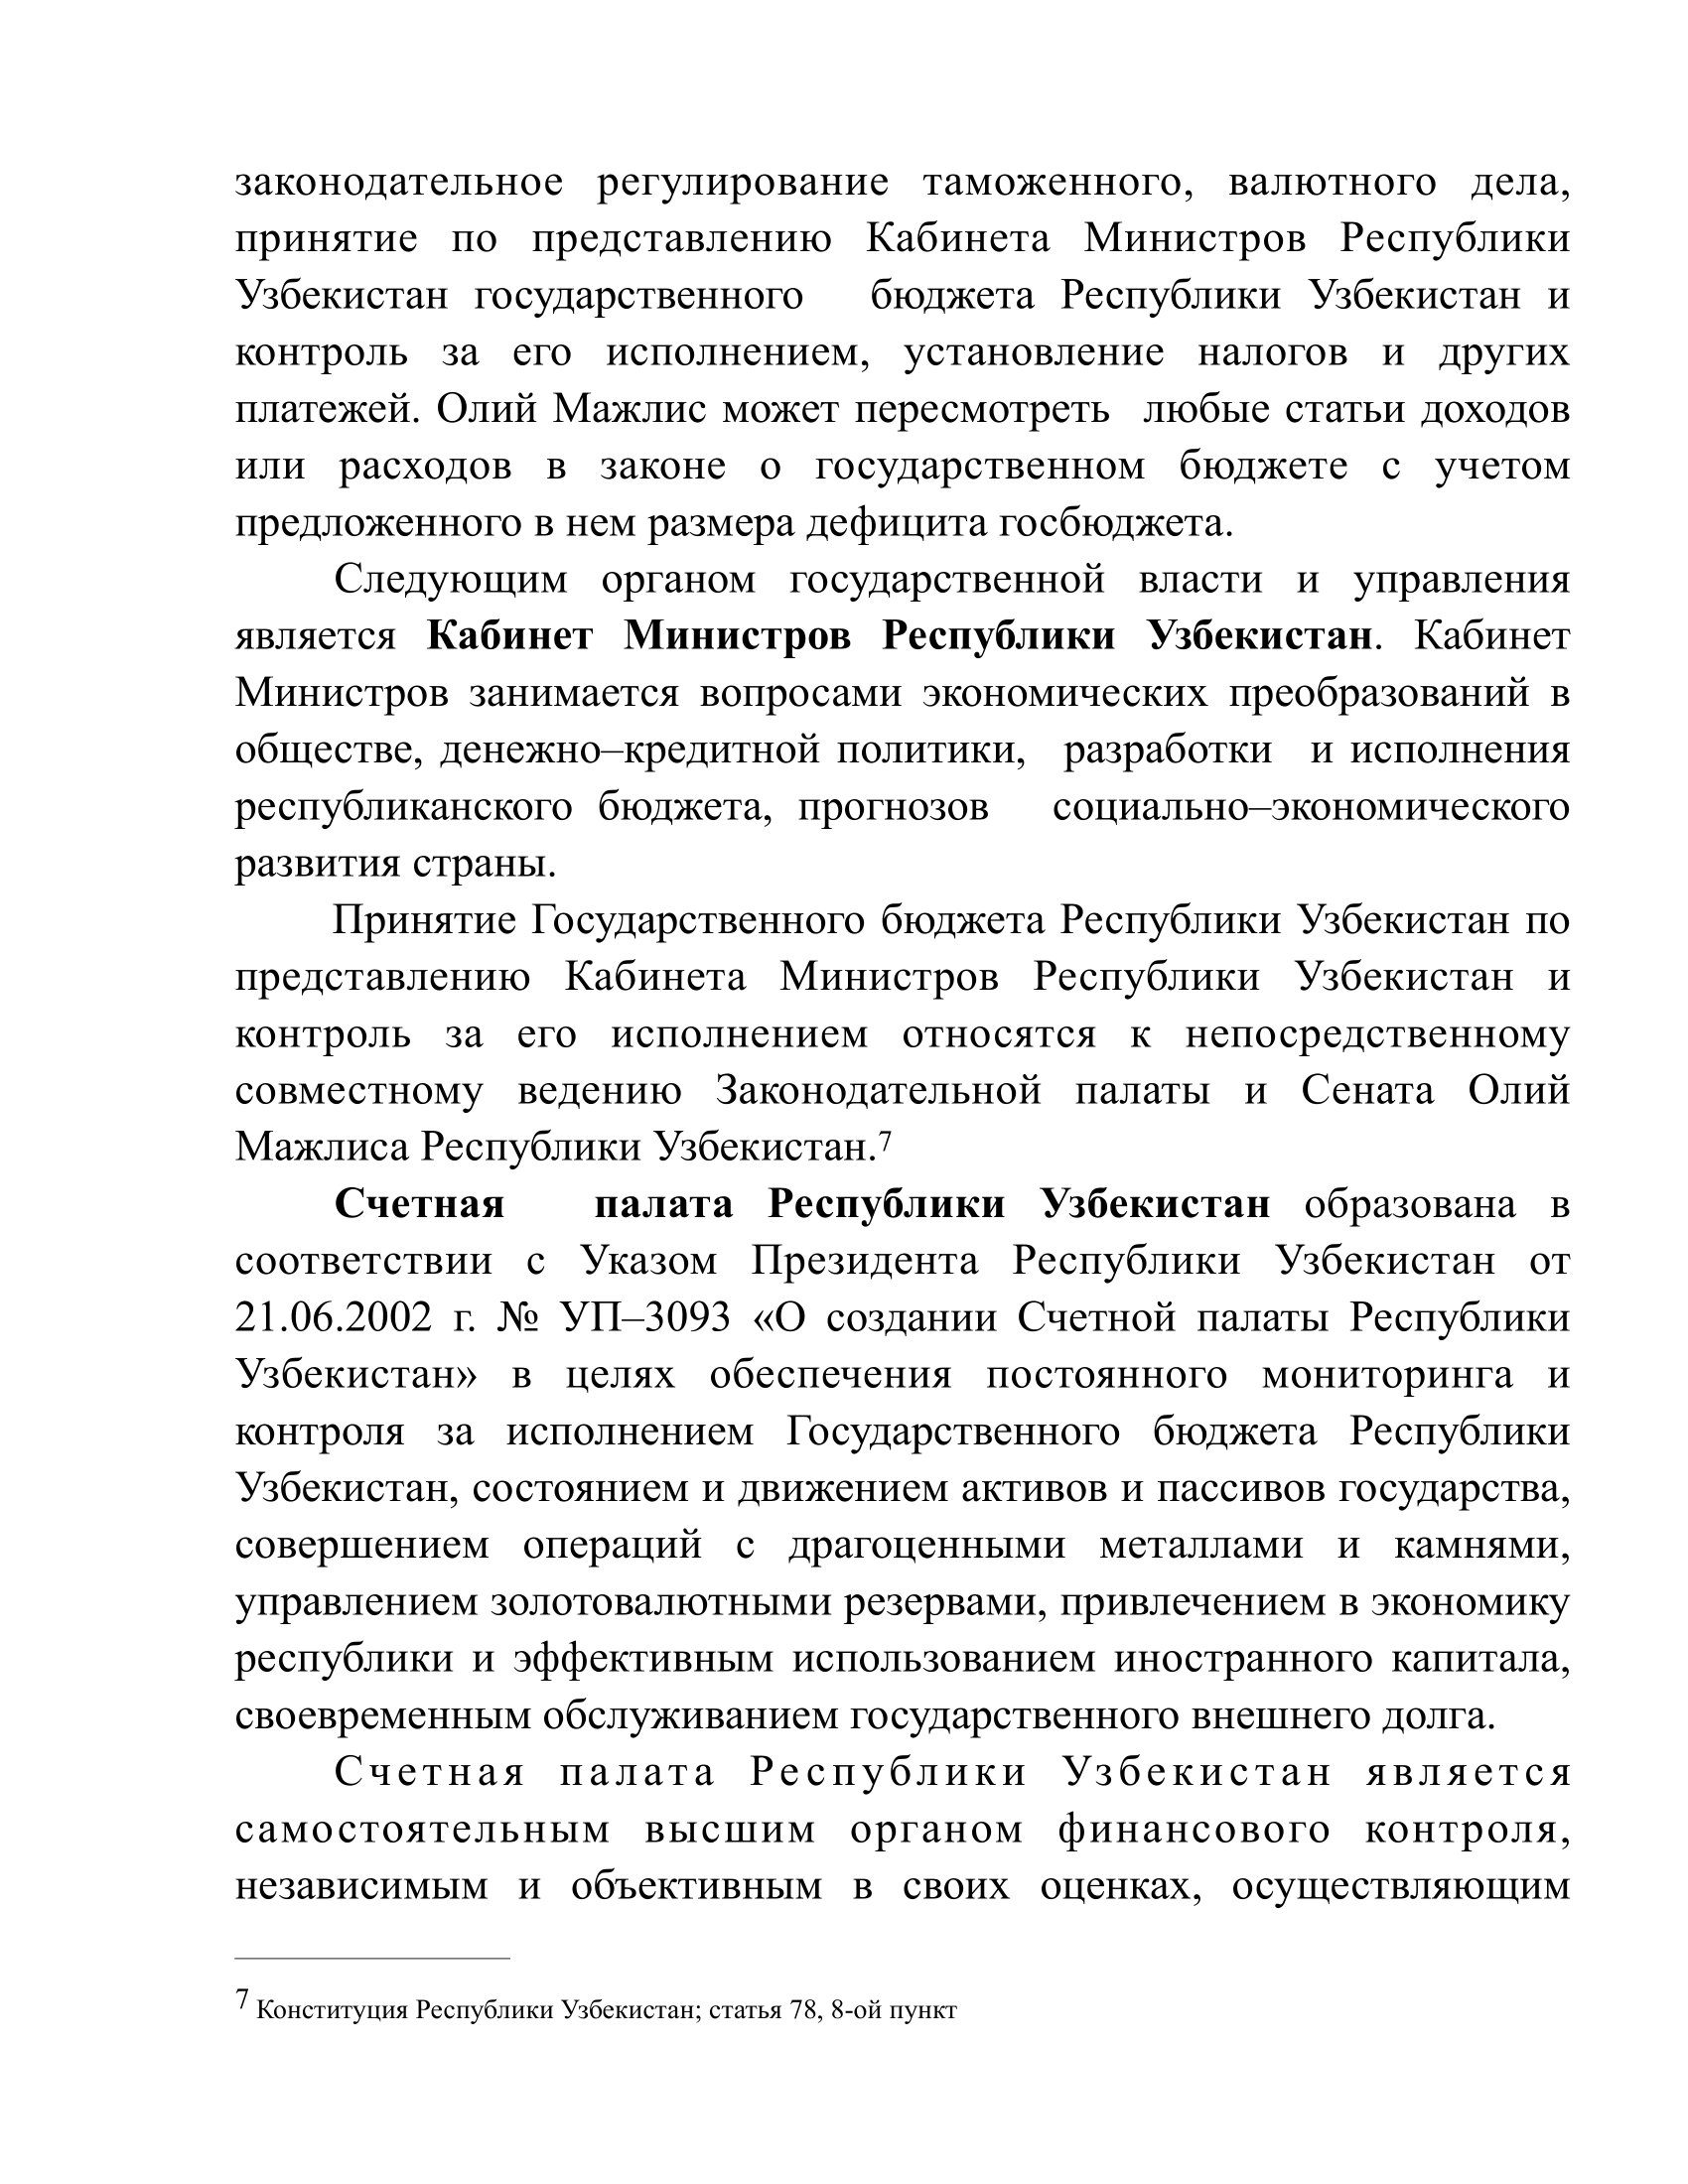 законодательное регулирование таможенного, валютного дела,
принятие по представлению Кабинета Министров Республики
Узбекистан государственного бюджета Республики Узбекистан и
контроль за его исполнением, установление налогов и других
платежей. Олий Мажлис может пересмотреть любые статьи доходов
или расходов в законе о государственном бюджете с учетом
предложенного в нем размера дефицита госбюджета.
Следующим органом государственной власти и управления
является Кабинет Министров Республики Узбекистан. Кабинет
Министров занимается вопросами экономических преобразований в
обществе, денежно–кредитной политики, разработки и исполнения
республиканского бюджета, прогнозов социально–экономического
развития страны.
Принятие Государственного бюджета Республики Узбекистан по
представлению Кабинета Министров Республики Узбекистан и
контроль за его исполнением относятся к непосредственному
совместному ведению Законодательной палаты и Сената Олий
Мажлиса Республики Узбекистан.7
Счетная палата Республики Узбекистан образована в
соответствии с Указом Президента Республики Узбекистан от
21.06.2002 г. № УП–3093 «О создании Счетной палаты Республики
Узбекистан» в целях обеспечения постоянного мониторинга и
контроля за исполнением Государственного бюджета Республики
Узбекистан, состоянием и движением активов и пассивов государства,
совершением операций с драгоценными металлами и камнями,
управлением золотовалютными резервами, привлечением в экономику
республики и эффективным использованием иностранного капитала,
своевременным обслуживанием государственного внешнего долга.
Счетная палата Республики Узбекистан является
самостоятельным высшим органом финансового контроля,
независимым и объективным в своих оценках, осуществляющим
7 Конституция Республики Узбекистан; статья 78, 8-ой пункт